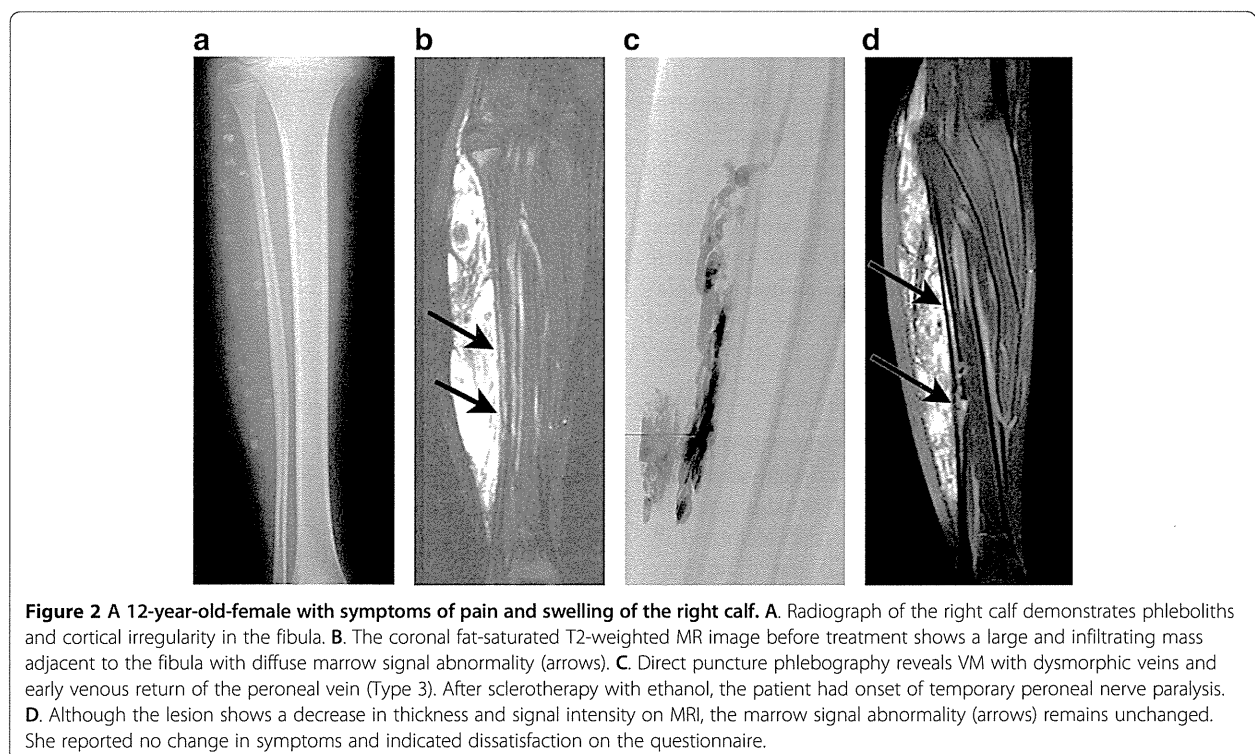 a b c d
Figure 2 A 12-year-old-female with symptoms of pain and swelling of the right calf. A. Radiograph of the right calf demonstrates phleboliths
and cortical irregularity in the fibula. B. The coronal fat-saturated T2-weighted MR image before treatment shows a large and infiltrating mass
adjacent to the fibula with diffuse marrow signal abnormality (arrows). C. Direct puncture phlebography reveals VM with dysmorphic veins and
early venous return of the peroneal vein (Type 3). After sclerotherapy with ethanol, the patient had onset of temporary peroneal nerve paralysis.
D. Although the lesion shows a decrease in thickness and signal intensity on MRI, the marrow signal abnormality (arrows) remains unchanged.
She reported no change in symptoms and indicated dissatisfaction on the questionnaire.